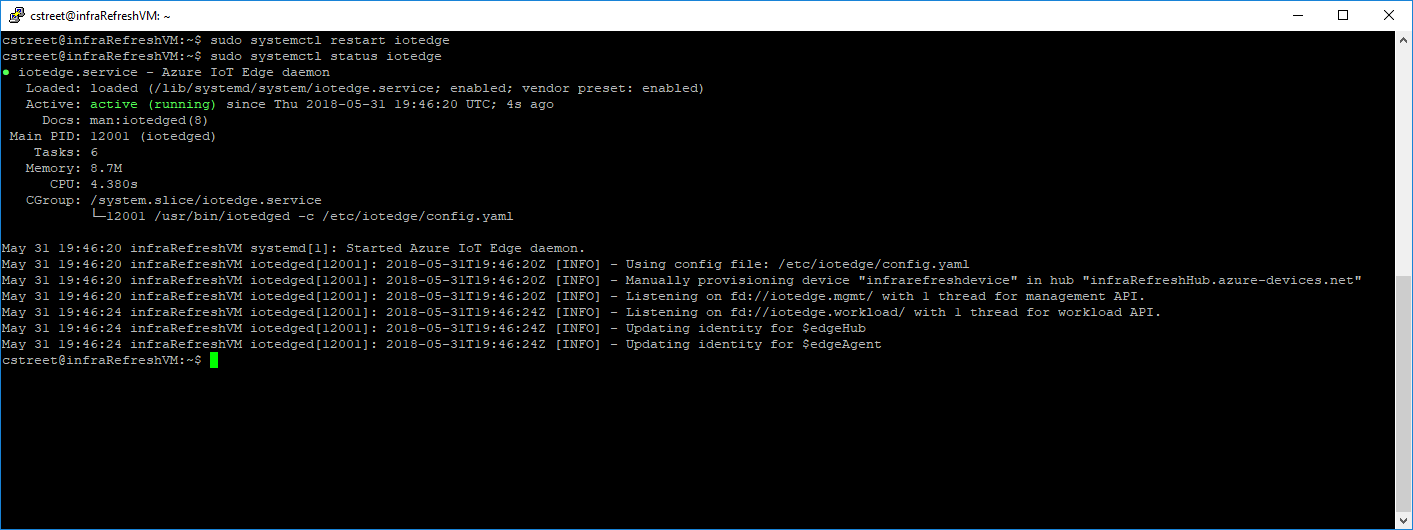 cstreet@infraRefreshVM: ~
cstreet@infraRefreshVM:~$ sudo systemctl restart iotedge
cstreet@infraRefreshVM:~$ sudo systemctl status iotedge
● iotedge.service - Azure IoT Edge daemon
   Loaded: loaded (/lib/systemd/system/iotedge.service; enabled; vendor preset: enabled)
   Active: active (running) since Thu 2018-05-31 19:46:20 UTC; 4s ago
     Docs: man:iotedged(8)
 Main PID: 12001 (iotedged)
    Tasks: 6
   Memory: 8.7M
      CPU: 4.380s
   CGroup: /system.slice/iotedge.service
           └─12001 /usr/bin/iotedged -c /etc/iotedge/config.yaml
May 31 19:46:20 infraRefreshVM systemd[1]: Started Azure IoT Edge daemon.
May 31 19:46:20 infraRefreshVM iotedged[12001]: 2018-05-31T19:46:20Z [INFO] - Using config file: /etc/iotedge/config.yaml
May 31 19:46:20 infraRefreshVM iotedged[12001]: 2018-05-31T19:46:20Z [INFO] - Manually provisioning device "infrarefreshdevice" in hub "infraRefreshHub.azure-devices.net"
May 31 19:46:20 infraRefreshVM iotedged[12001]: 2018-05-31T19:46:20Z [INFO] - Listening on fd://iotedge.mgmt/ with 1 thread for management API.
May 31 19:46:24 infraRefreshVM iotedged[12001]: 2018-05-31T19:46:24Z [INFO] - Listening on fd://iotedge.workload/ with 1 thread for workload API.
May 31 19:46:24 infraRefreshVM iotedged[12001]: 2018-05-31T19:46:24Z [INFO] - Updating identity for $edgeHub
May 31 19:46:24 infraRefreshVM iotedged[12001]: 2018-05-31T19:46:24Z [INFO] - Updating identity for $edgeAgent
cstreet@infraRefreshVM:~$